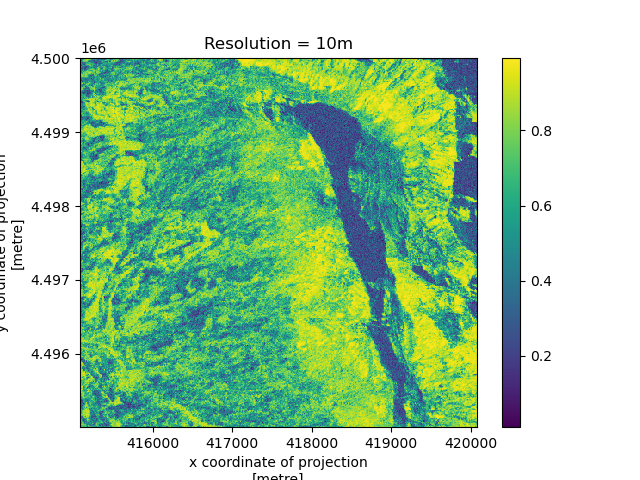 Resolution = 10m
1e6
4.500
4.499
4.498
4.497
4.496
y coordinate of projection
[metre]
416000 417000 418000 419000 420000
x coordinate of projection
[metre]
0.8
0.6
0.4
0.2